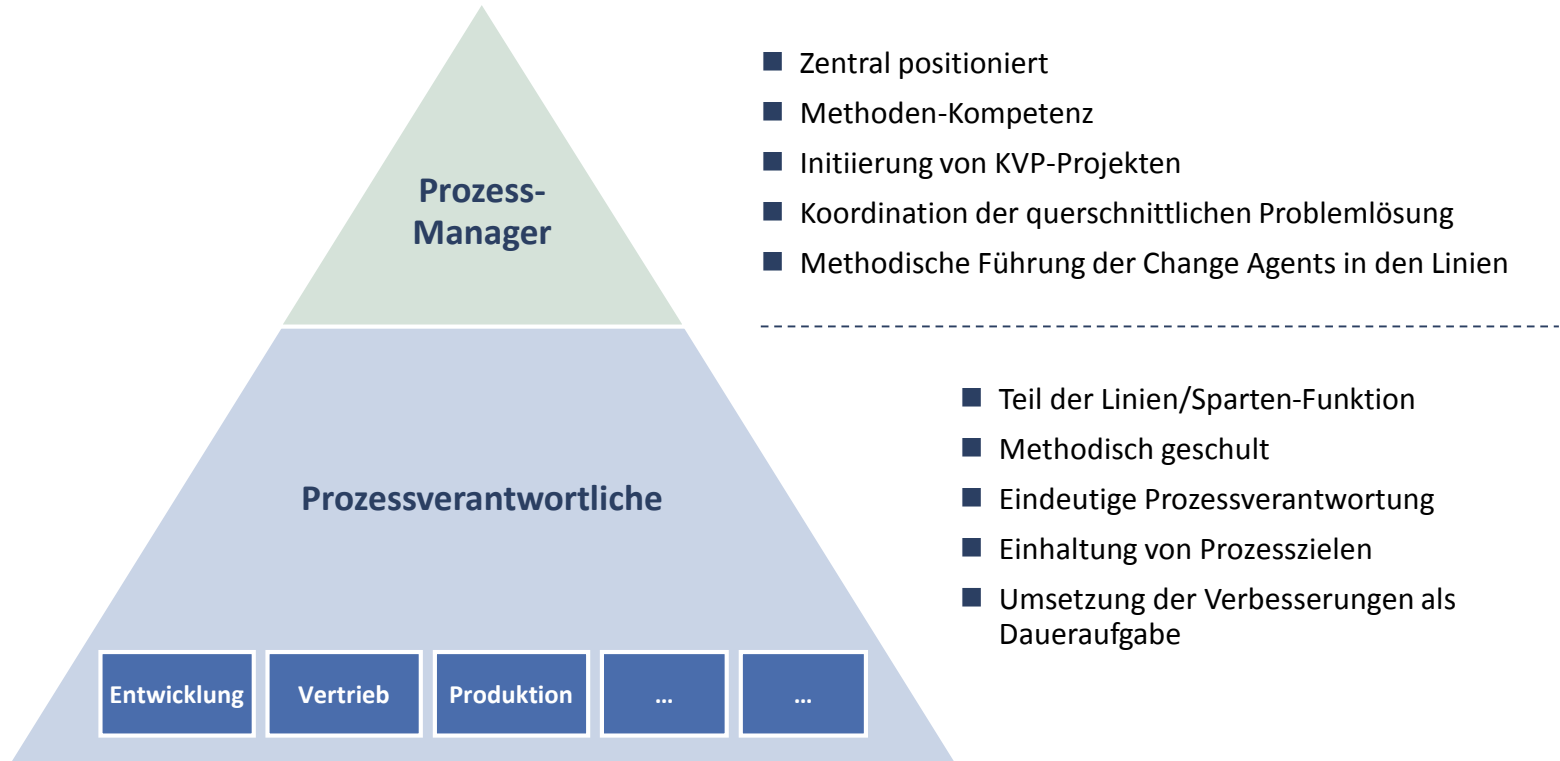 Zentral positioniert
Methoden-Kompetenz
Initiierung von KVP-Projekten
Koordination der querschnittlichen Problemlösung
Methodische Führung der Change Agents in den Linien
Prozess-
Manager
Teil der Linien/Sparten-Funktion
Methodisch geschult
Eindeutige Prozessverantwortung
Einhaltung von Prozesszielen
Umsetzung der Verbesserungen als
Daueraufgabe
Prozessverantwortliche
Entwicklung
Vertrieb
Produktion
...
...